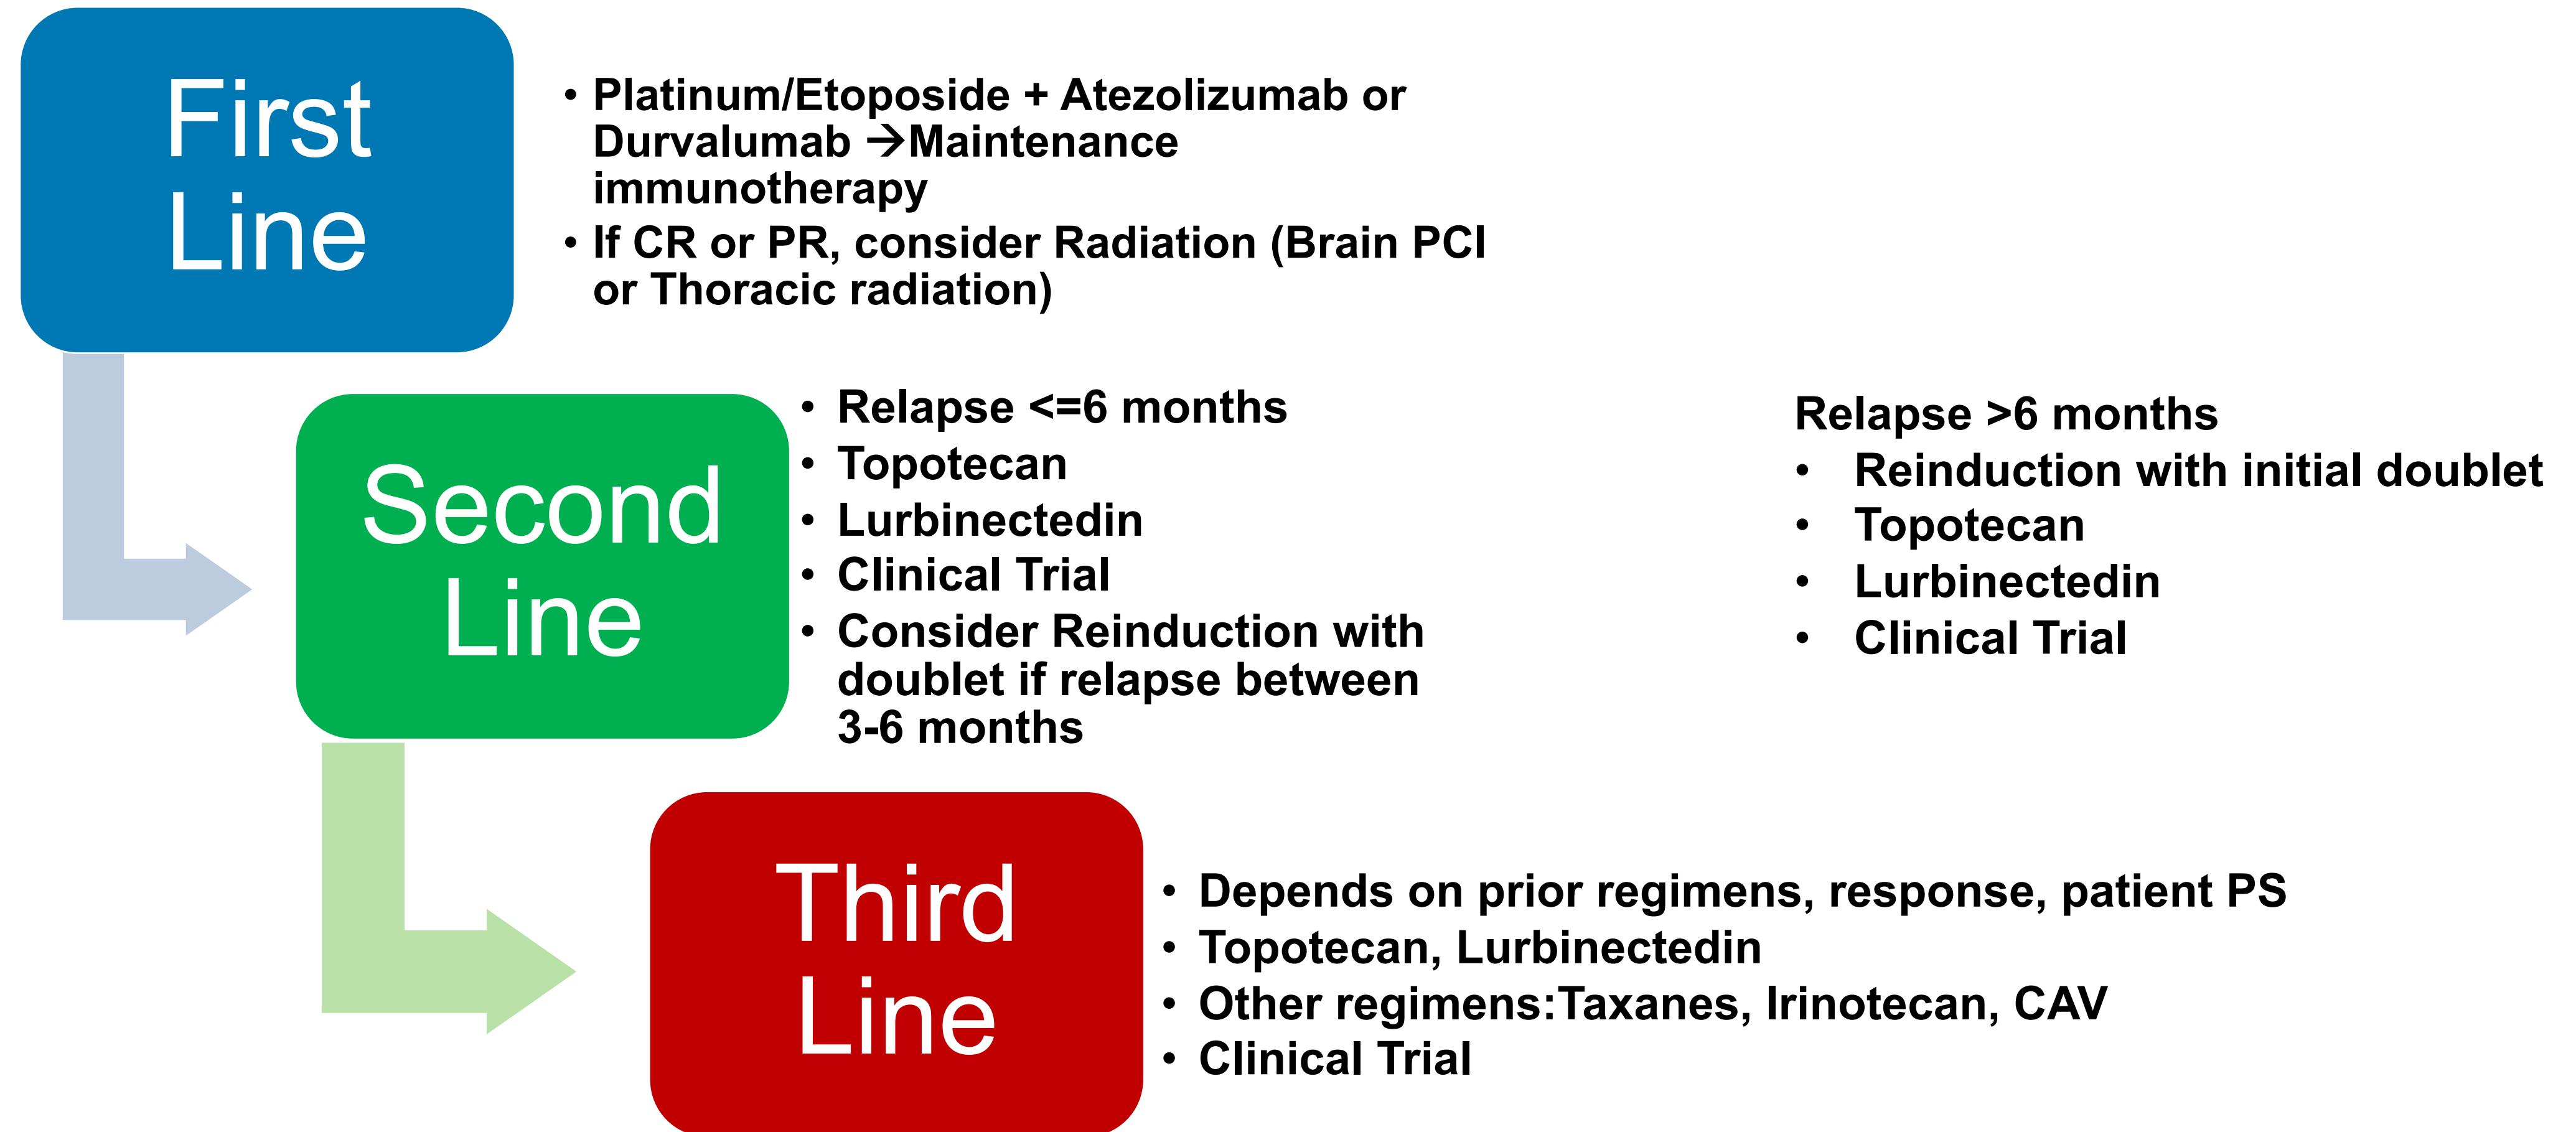 First
Line
• Platinum/Etoposide + Atezolizumab or
Durvalumab →Maintenance
immunotherapy
• If CR or PR, consider Radiation (Brain PCI
or Thoracic radiation)
Second
Line
• Relapse <=6 months
• Topotecan
• Lurbinectedin
• Clinical Trial
• Consider Reinduction with
doublet if relapse between
3-6 months
Relapse >6 months
• Reinduction with initial doublet
• Topotecan
• Lurbinectedin
• Clinical Trial
Third
Line
• Depends on prior regimens, response, patient PS
• Topotecan, Lurbinectedin
• Other regimens:Taxanes, Irinotecan, CAV
• Clinical Trial